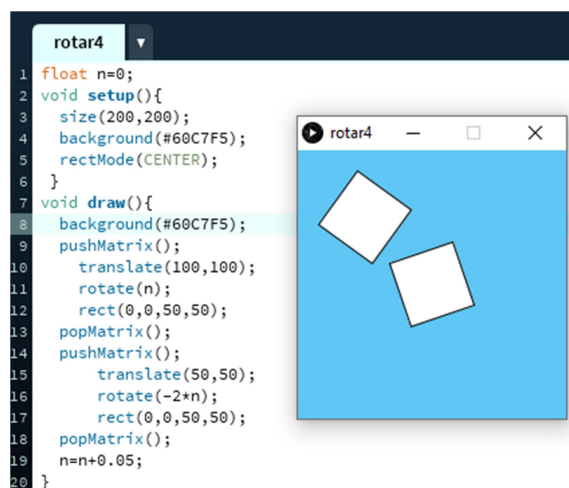 rotar4
1 float n=0;
2 void setup(){
3 size(200,200);
4 background(#60C7F5);
5 rectMode(CENTER);
6 }
7 void draw(){
8 background(#60C7F5);
9 pushMatrix();
10 translate(100,100);
11 rotate(n);
12 rect(0,0,50,50);
13 popMatrix();
14 pushMatrix();
15 translate(50,50);
16 rotate(-2*n);
17 rect(0,0,50,50);
18 popMatrix();
19 n=n+0.05;
20 }
rotar4